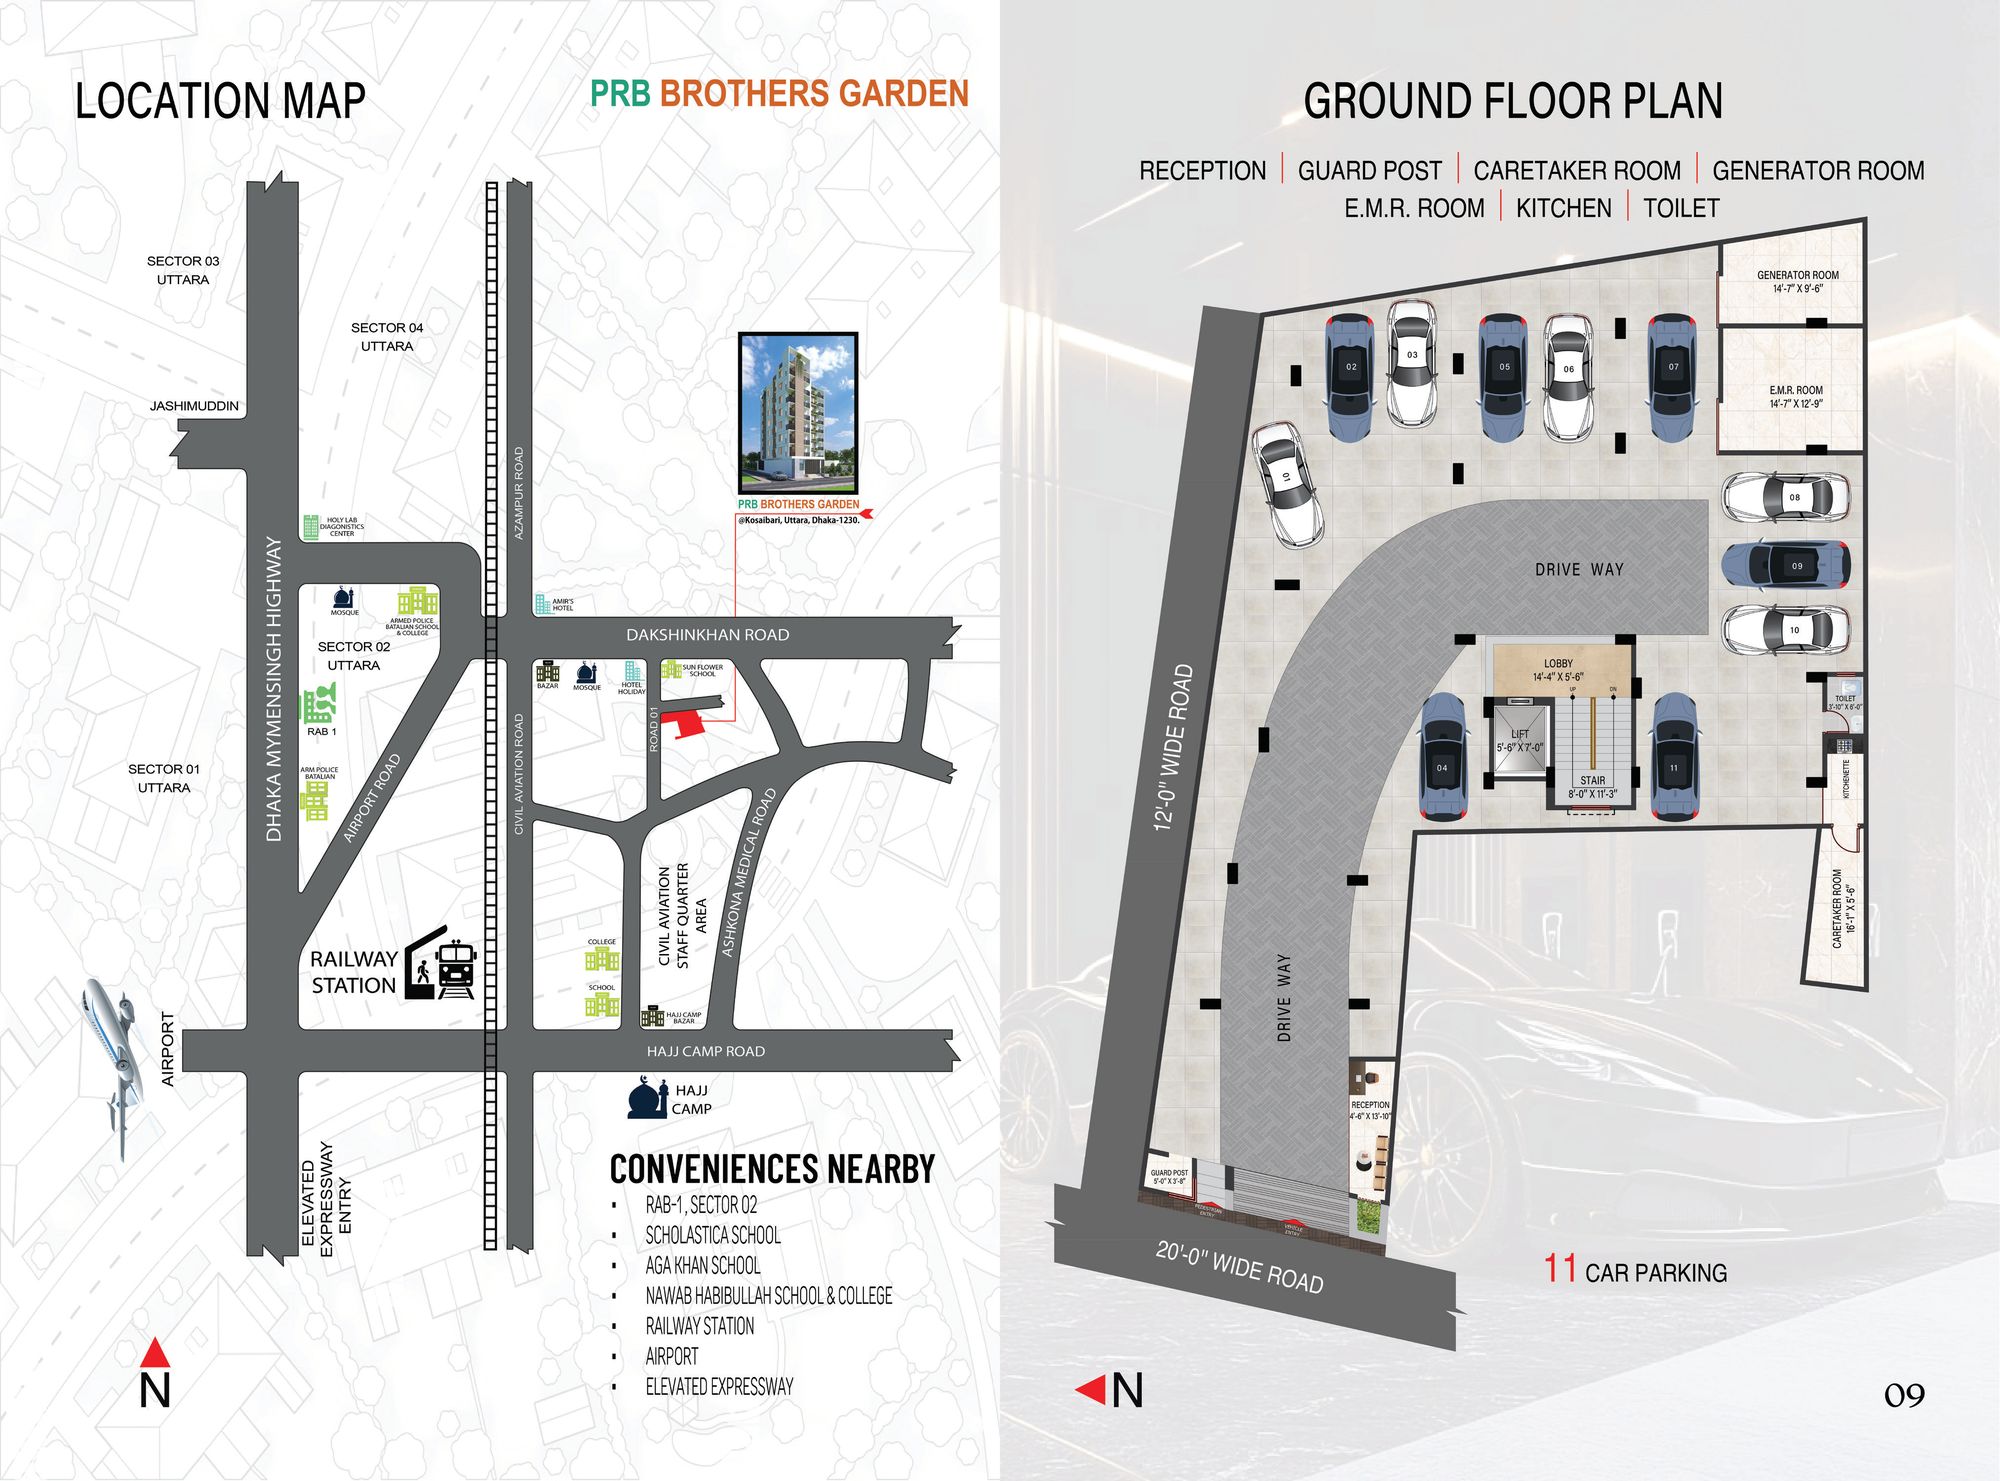 LOCATION MAP
PRB BROTHERS GARDEN
SECTOR 03
UTTARA
SECTOR 04
UTTARA
JASHIMUDDIN
AZAMPUR ROAD
PRB BROTHERS GARDEN
@Kosaibari, Uttara, Dhaka-1230.
HOLY LAB
DIAGONISTICS
CENTER
DHAKA MYMENSINGH HIGHWAY
MOSQUE
ARMED POLICE
BATALIAN SCHOOL
& COLLEGE
AMIR'S
HOTEL
DAKSHINKHAN ROAD
SECTOR 02
UTTARA
BAZAR
MOSQUE
HOTEL
HOLIDAY
SUN FLOWER
SCHOOL
RAB 1
ROAD 01
SECTOR 01
UTTARA
ARM POLICE
BATALIAN
AIRPORT ROAD
CIVIL AVIATION ROAD
CIVIL AVIATION
STAFF QUARTER
AREA
ASHKONA MEDICAL ROAD
RAILWAY
STATION
COLLEGE
SCHOOL
HAJJ CAMP
BAZAR
AIRPORT
HAJJ CAMP ROAD
HAJJ
CAMP
ELEVATED
EXPRESSWAY
ENTRY
CONVENIENCES NEARBY
▪ RAB-1, SECTOR 02
▪ SCHOLASTICA SCHOOL
▪ AGA KHAN SCHOOL
▪ NAWAB HABIBULLAH SCHOOL & COLLEGE
▪ RAILWAY STATION
▪ AIRPORT
▪ ELEVATED EXPRESSWAY
N
GROUND FLOOR PLAN
RECEPTION | GUARD POST | CARETAKER ROOM | GENERATOR ROOM
E.M.R. ROOM | KITCHEN | TOILET
GENERATOR ROOM
14'-7" X 9'-6"
E.M.R. ROOM
14'-7" X 12'-9"
02
03
05
06
07
01
08
09
10
DRIVE WAY
LOBBY
14'-4" X 5'-6"
UP
DN
TOILET
3'-10" X 6'-0"
LIFT
5'-6" X 7'-0"
04
11
STAIR
8'-0" X 11'-3"
KITCHENETTE
12'-0" WIDE ROAD
CARETAKER ROOM
16'-1" X 5'-6"
DRIVE WAY
RECEPTION
4'-6" X 13'-10"
GUARD POST
5'-0" X 3'-8"
PEDESTRIAN
ENTRY
VEHICLE
ENTRY
20'-0" WIDE ROAD
11 CAR PARKING
N
09